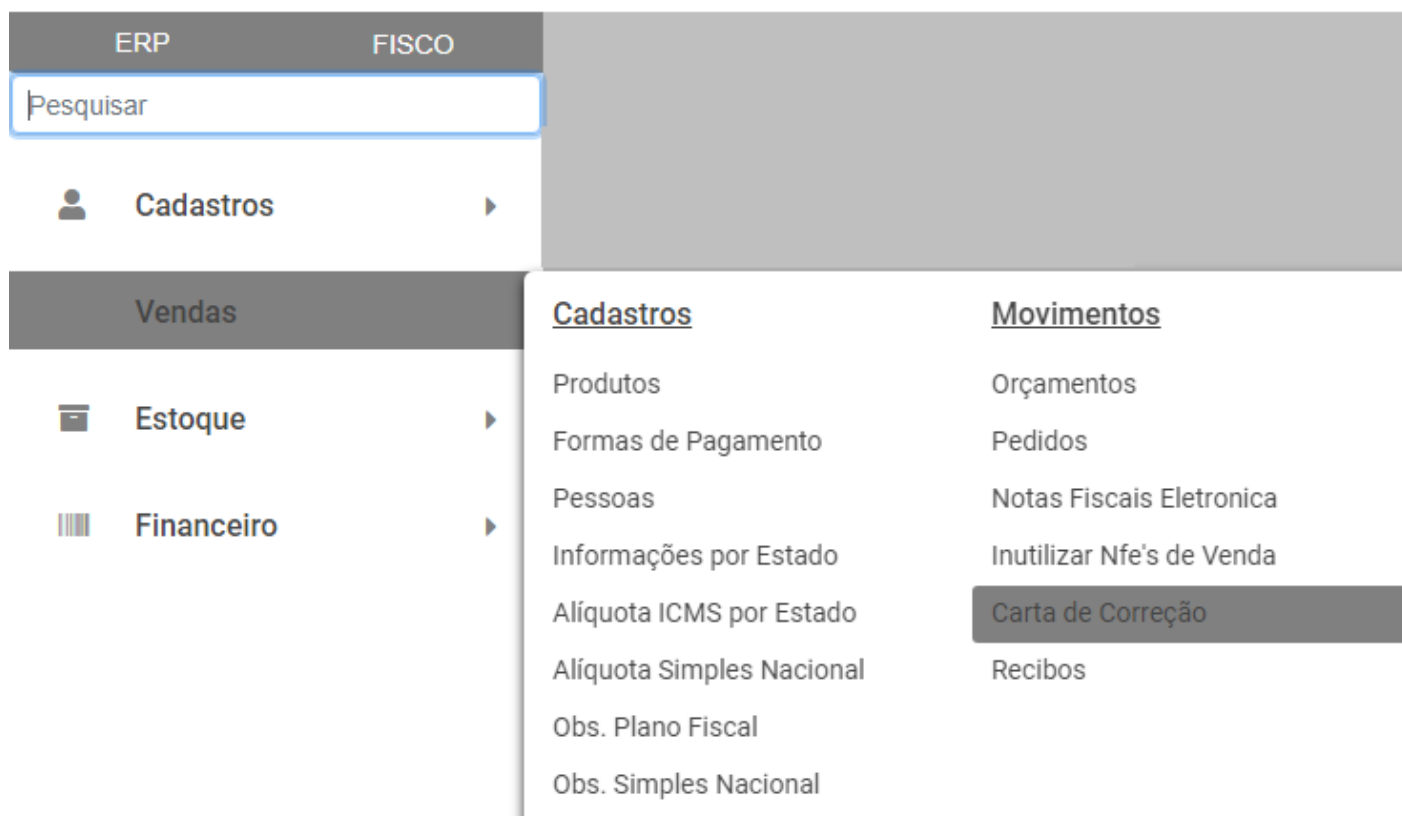 ERP FISCO
Pesquisar
Cadastros
Vendas
Estoque
Financeiro
Cadastros
Produtos
Formas de Pagamento
Pessoas
Informações por Estado
Alíquota ICMS por Estado
Alíquota Simples Nacional
Obs. Plano Fiscal
Obs. Simples Nacional
Movimentos
Orçamentos
Pedidos
Notas Fiscais Eletronica
Inutilizar Nfe's de Venda
Carta de Correção
Recibos